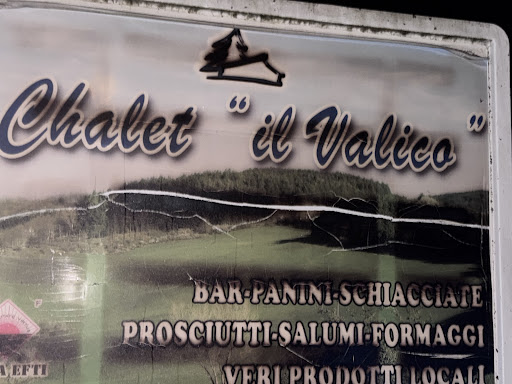 Chalet "il Valico"
BAR-PANINI-SCHIACCIATE
PROSCIUTTI-SALUMI-FORMAGGI
VERI PRODOTTI LOCALI